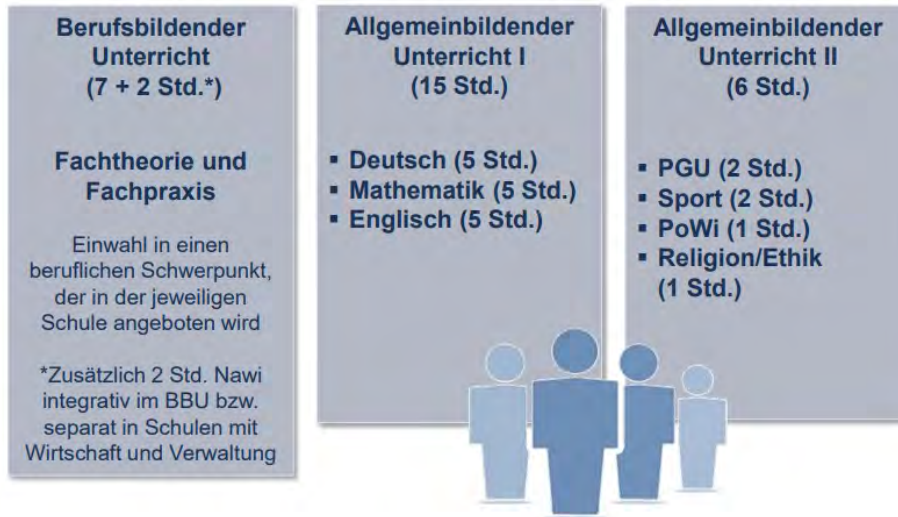 Berufsbildender
Unterricht
(7 + 2 Std.*)
Fachtheorie und
Fachpraxis
Einwahl in einen
beruflichen Schwerpunkt,
der in der jeweiligen
Schule angeboten wird
*Zusätzlich 2 Std. Nawi
integrativ im BBU bzw.
separat in Schulen mit
Wirtschaft und Verwaltung
Allgemeinbildender
Unterricht I
(15 Std.)
▪ Deutsch (5 Std.)
▪ Mathematik (5 Std.)
▪ Englisch (5 Std.)
Allgemeinbildender
Unterricht II
(6 Std.)
▪ PGU (2 Std.)
▪ Sport (2 Std.)
▪ PoWi (1 Std.)
▪ Religion/Ethik
(1 Std.)